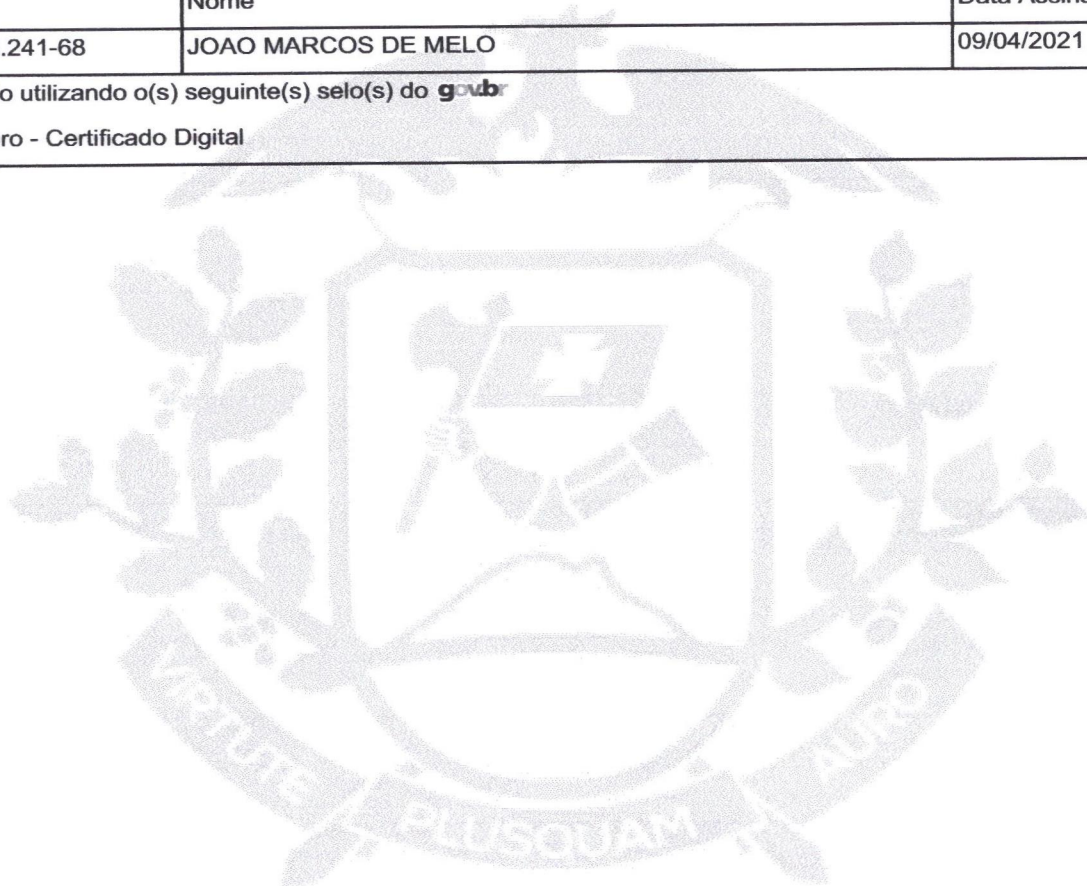 Nome
.241-68 JOAO MARCOS DE MELO 09/04/2021
o utilizando o(s) seguinte(s) selo(s) do gov.br
ro - Certificado Digital
VIRTUTE PLUSQUAM AURO